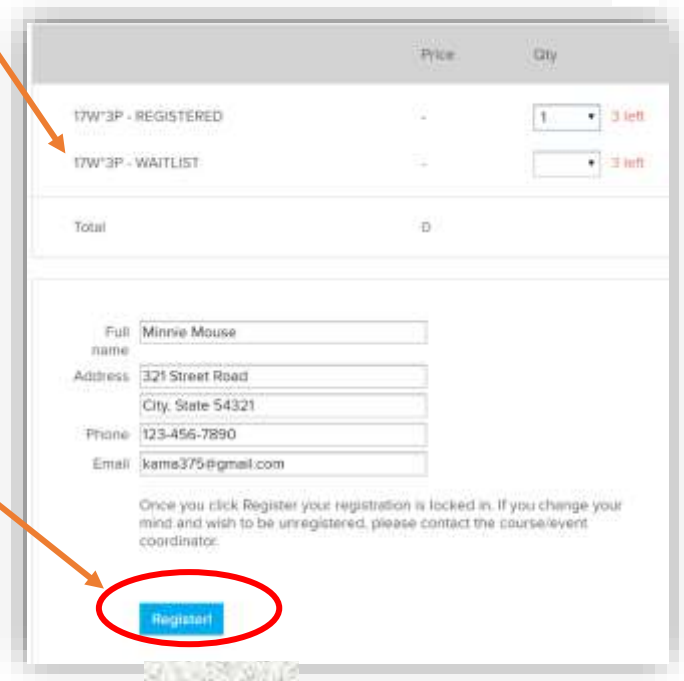 Price Qty
17W*3P - REGISTERED - 1 3 left
17W*3P - WAITLIST - 3 left
Total 0
Full name Minnie Mouse
Address 321 Street Road
City, State 54321
Phone 123-456-7890
Email kama375@gmail.com
Once you click Register your registration is locked in. If you change your
mind and wish to be unregistered, please contact the course/event
coordinator.
Register!